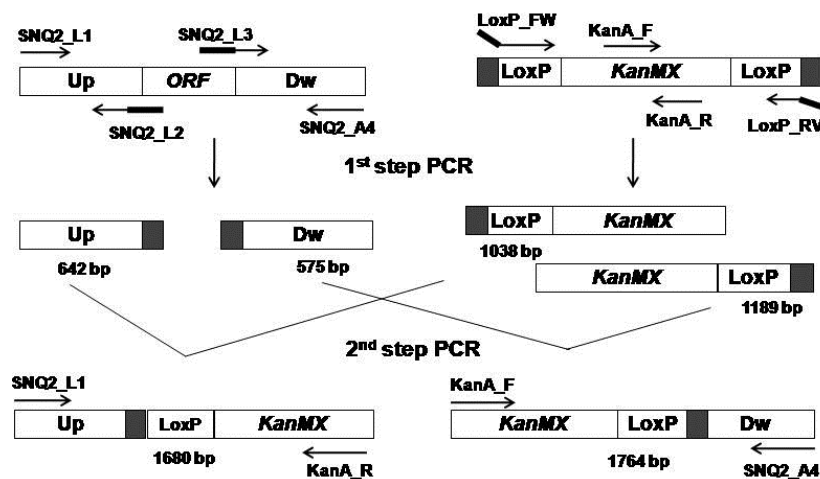 SNQ2_L1
SNQ2_L3
Up
ORF
Dw
SNQ2_L2
SNQ2_A4
LoxP_FW
KanA_F
LoxP
KanMX
LoxP
KanA_R
LoxP_RV
1st step PCR
Up
642 bp
Dw
575 bp
LoxP
KanMX
1038 bp
KanMX
LoxP
1189 bp
2nd step PCR
SNQ2_L1
Up
LoxP
KanMX
1680 bp
KanA_R
KanA_F
KanMX
LoxP
Dw
1764 bp
SNQ2_A4